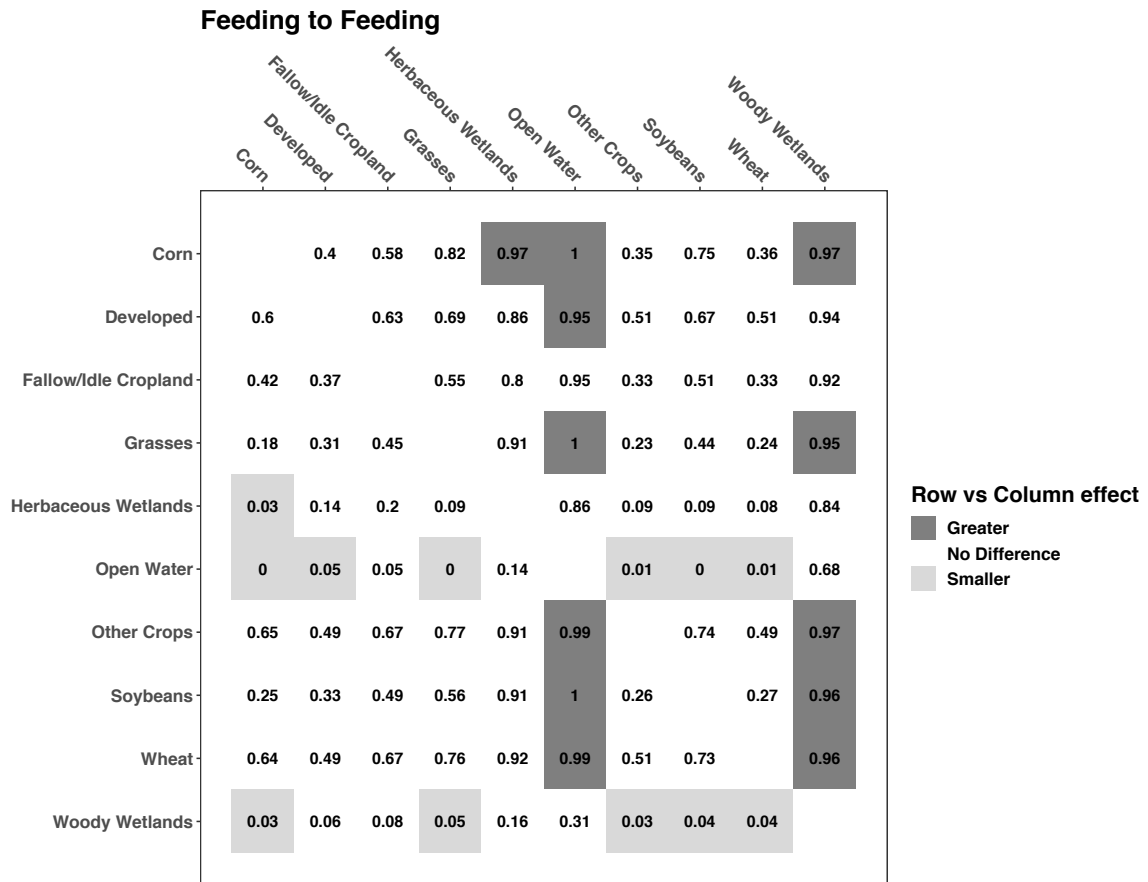 Feeding to Feeding
Corn
Developed
Fallow/Idle Cropland
Grasses
Herbaceous Wetlands
Open Water
Other Crops
Soybeans
Wheat
Woody Wetlands
Corn 0.4 0.58 0.82 0.97 1 0.35 0.75 0.36 0.97
Developed 0.6 0.63 0.69 0.86 0.95 0.51 0.67 0.51 0.94
Fallow/Idle Cropland 0.42 0.37 0.55 0.8 0.95 0.33 0.51 0.33 0.92
Grasses 0.18 0.31 0.45 0.91 1 0.23 0.44 0.24 0.95
Herbaceous Wetlands 0.03 0.14 0.2 0.09 0.86 0.09 0.09 0.08 0.84
Open Water 0 0.05 0.05 0 0.14 0.01 0 0.01 0.68
Other Crops 0.65 0.49 0.67 0.77 0.91 0.99 0.74 0.49 0.97
Soybeans 0.25 0.33 0.49 0.56 0.91 1 0.26 0.27 0.96
Wheat 0.64 0.49 0.67 0.76 0.92 0.99 0.51 0.73 0.96
Woody Wetlands 0.03 0.06 0.08 0.05 0.16 0.31 0.03 0.04 0.04
Row vs Column effect
Greater
No Difference
Smaller